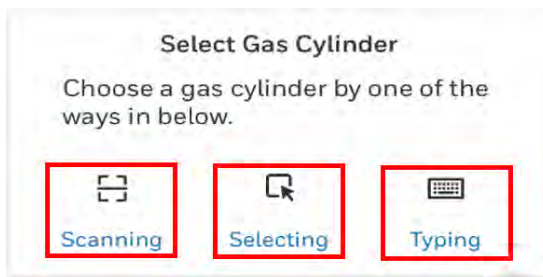 Select Gas Cylinder
Choose a gas cylinder by one of the
ways in below.
Scanning Selecting Typing